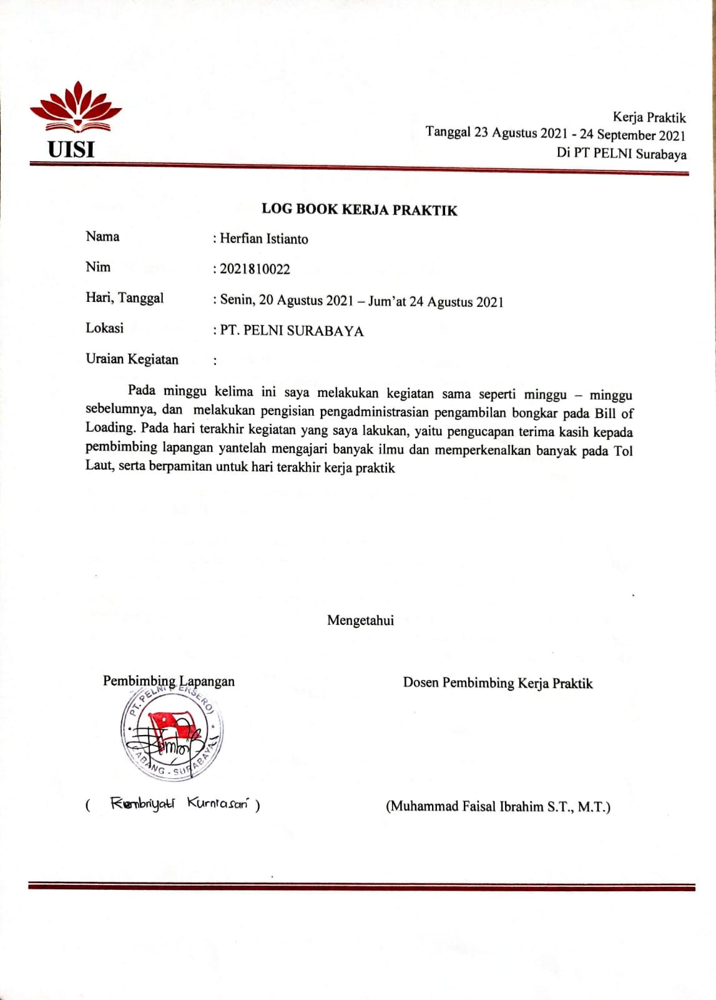 UISI
Kerja Praktik
Tanggal 23 Agustus 2021 - 24 September 2021
Di PT PELNI Surabaya
LOG BOOK KERJA PRAKTIK
Nama : Herfian Istianto
Nim : 2021810022
Hari, Tanggal : Senin, 20 Agustus 2021 – Jum’at 24 Agustus 2021
Lokasi : PT. PELNI SURABAYA
Uraian Kegiatan :
Pada minggu kelima ini saya melakukan kegiatan sama seperti minggu – minggu
sebelumnya, dan melakukan pengisian pengadministrasian pengambilan bongkar pada Bill of
Loading. Pada hari terakhir kegiatan yang saya lakukan, yaitu pengucapan terima kasih kepada
pembimbing lapangan yantelah mengajari banyak ilmu dan memperkenalkan banyak pada Tol
Laut, serta berpamitan untuk hari terakhir kerja praktik
Mengetahui
Pembimbing Lapangan
Dosen Pembimbing Kerja Praktik
PT. PELNI (PERSERO)
CABANG - SURABAYA
( Kurniasari )
(Muhammad Faisal Ibrahim S.T., M.T.)